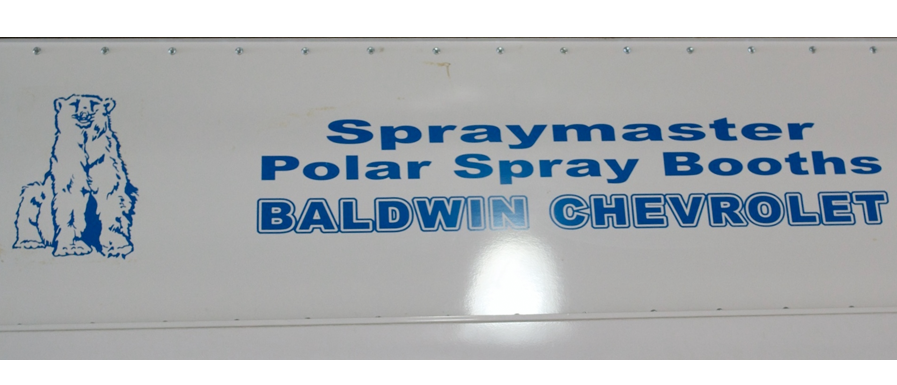 Spraymaster
Polar Spray Booths
BALDWIN CHEVROLET